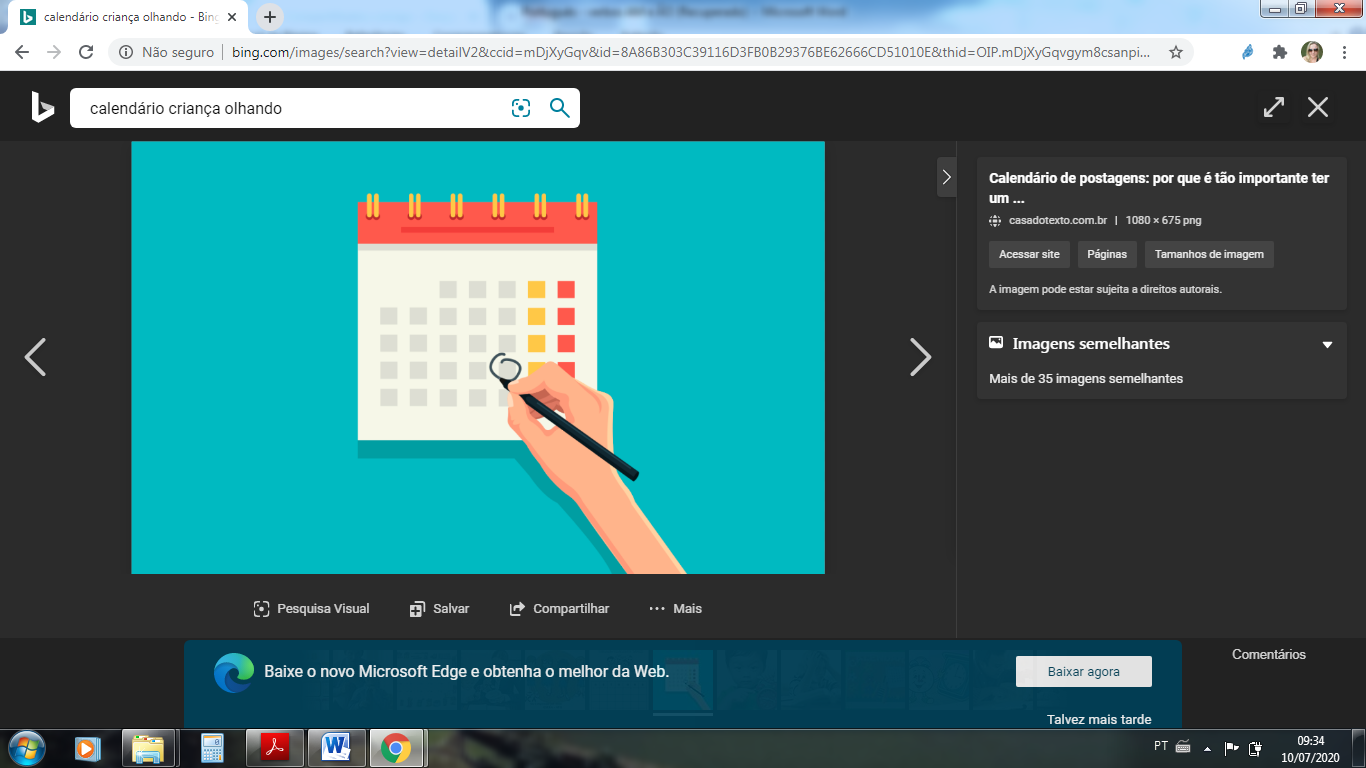 calendário criança olhando - Bing
Não seguro
bing.com/images/search?view=detailV2&ccid=mDjXyGqv&id=8A86B303C39116D3FB0B29376BE62666CD51010E&thid=OIP.mDjXyGqvgym8csanpi...
calendário criança olhando
Calendário de postagens: por que é tão importante ter
um ...
casadotexto.com.br | 1080 × 675 png
Acessar site Páginas Tamanhos de imagem
A imagem pode estar sujeita a direitos autorais.
Imagens semelhantes
Mais de 35 imagens semelhantes
Pesquisa Visual Salvar Compartilhar Mais
Baixe o novo Microsoft Edge e obtenha o melhor da Web.
Baixar agora
Talvez mais tarde
Comentários
PT
09:34
10/07/2020